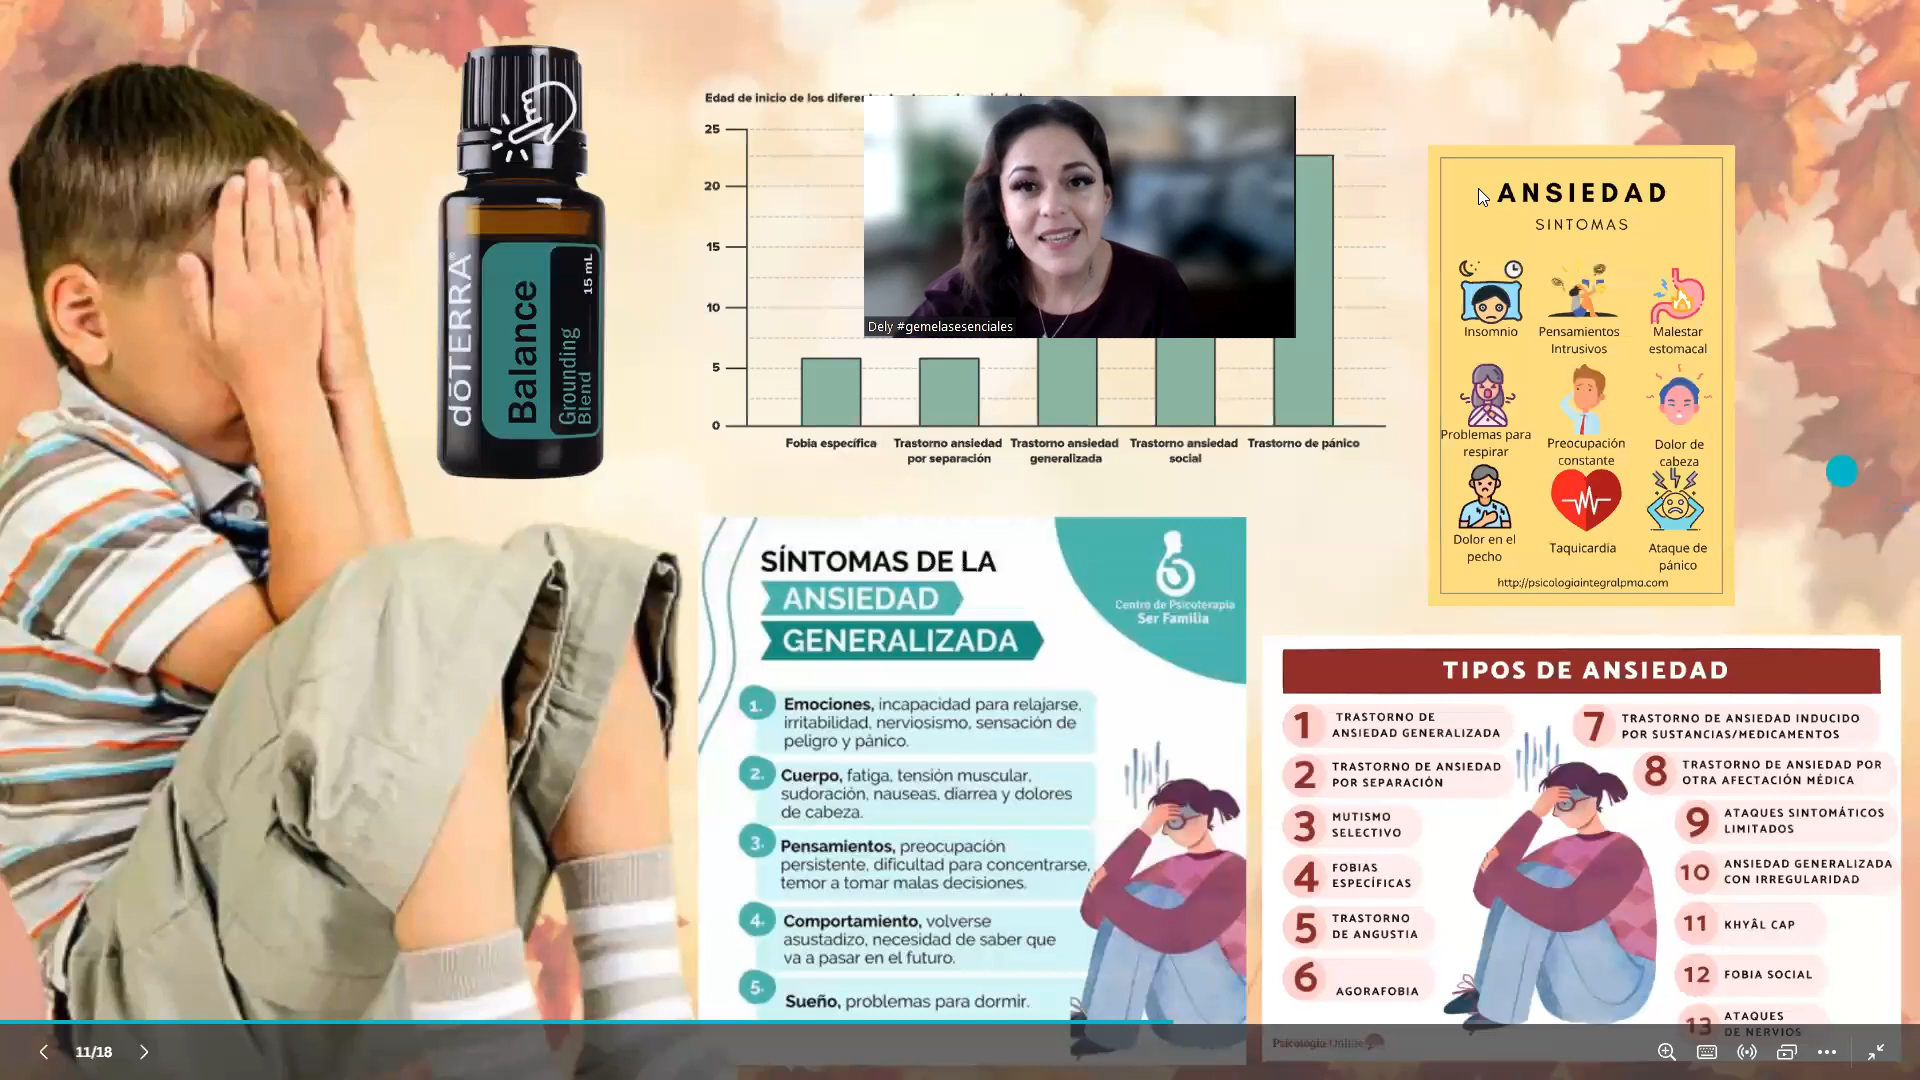 dōTERRA®
Balance
Grounding
Blend
15 mL
Edad de inicio de los
25
20
15
10
5
0
Fobia específica
Trastorno ansiedad
por separación
Trastorno ansiedad
generalizada
Trastorno ansiedad
social
Trastorno de pánico
Dely #gemelasesenciales
ANSIEDAD
SINTOMAS
Insomnio
Pensamientos
Intrusivos
Malestar
estomacal
Problemas para
respirar
Preocupación
constante
Dolor de
cabeza
Dolor en el
pecho
Taquicardia
Ataque de
pánico
http://psicologiaintegralpma.com
SÍNTOMAS DE LA
ANSIEDAD
GENERALIZADA
Centro de Psicoterapia
Ser Familia
1. Emociones, incapacidad para relajarse,
irritabilidad, nerviosismo, sensación de
peligro y pánico.
2. Cuerpo, fatiga, tensión muscular,
sudoración, nauseas, diarrea y dolores
de cabeza.
3. Pensamientos, preocupación
persistente, dificultad para concentrarse,
temor a tomar malas decisiones.
4. Comportamiento, volverse
asustadizo, necesidad de saber que
va a pasar en el futuro.
5. Sueño, problemas para dormir.
TIPOS DE ANSIEDAD
1 TRASTORNO DE
ANSIEDAD GENERALIZADA
2 TRASTORNO DE ANSIEDAD
POR SEPARACIÓN
3 MUTISMO
SELECTIVO
4 FOBIAS
ESPECÍFICAS
5 TRASTORNO
DE ANGUSTIA
6 AGORAFOBIA
7 TRASTORNO DE ANSIEDAD INDUCIDO
POR SUSTANCIAS/MEDICAMENTOS
8 TRASTORNO DE ANSIEDAD POR
OTRA AFECTACIÓN MÉDICA
9 ATAQUES SINTOMÁTICOS
LIMITADOS
10 ANSIEDAD GENERALIZADA
CON IRREGULARIDAD
11 KHYÂL CAP
12 FOBIA SOCIAL
13 ATAQUES
DE NERVIOS
Psicología Online
11/18